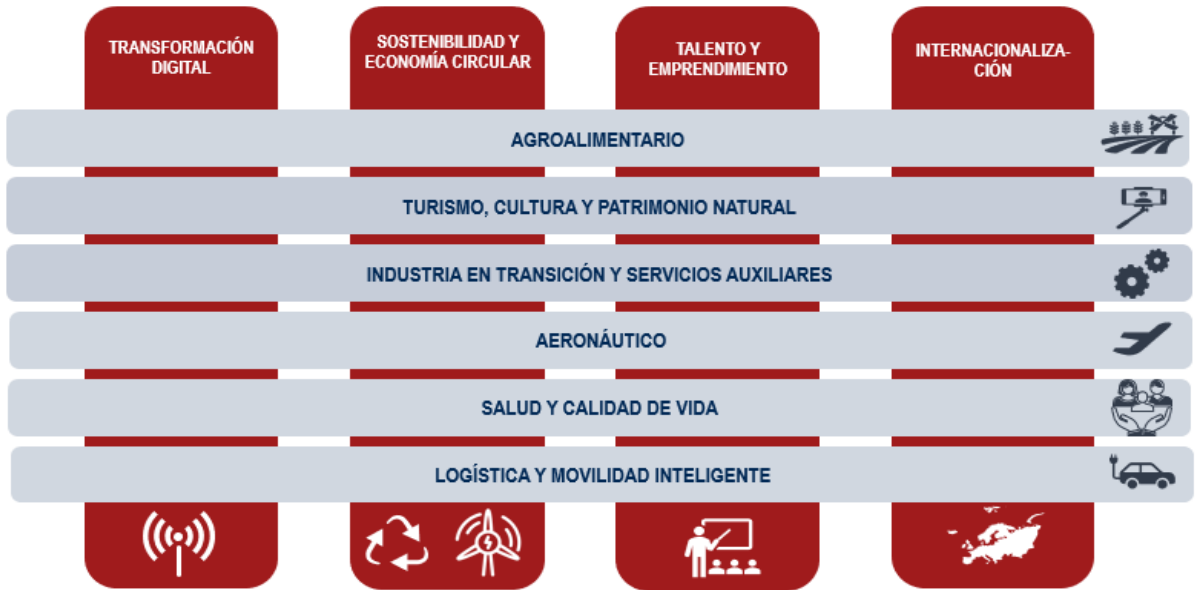 TRANSFORMACIÓN
DIGITAL
SOSTENIBILIDAD Y
ECONOMÍA CIRCULAR
TALENTO Y
EMPRENDIMIENTO
INTERNACIONALIZA-
CIÓN
AGROALIMENTARIO
TURISMO, CULTURA Y PATRIMONIO NATURAL
INDUSTRIA EN TRANSICIÓN Y SERVICIOS AUXILIARES
AERONÁUTICO
SALUD Y CALIDAD DE VIDA
LOGÍSTICA Y MOVILIDAD INTELIGENTE